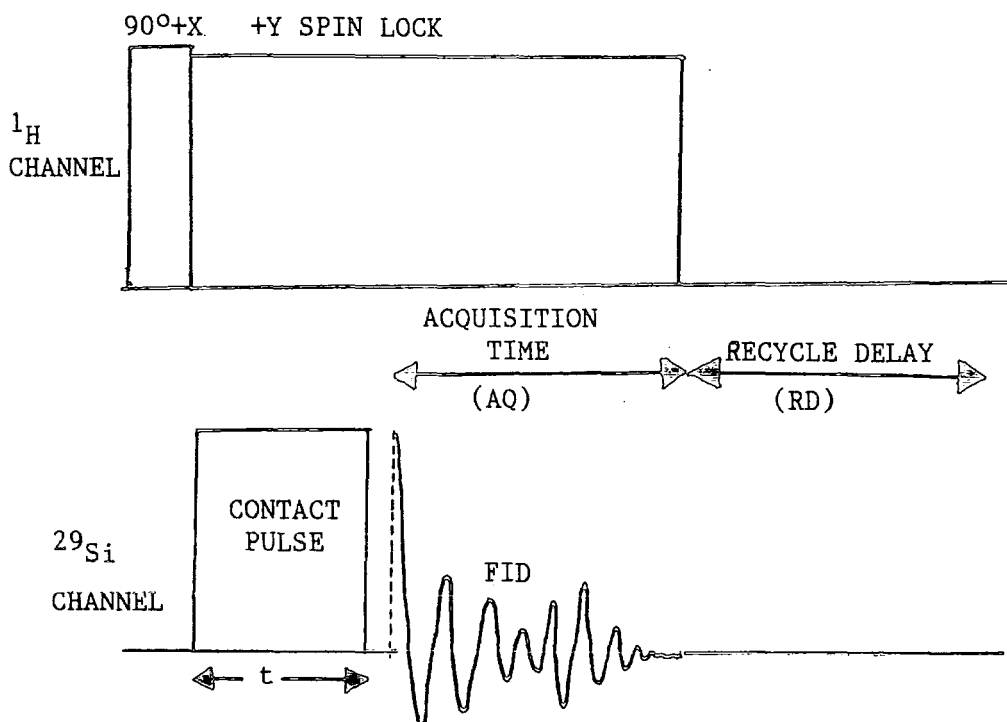 90°+X. +Y SPIN LOCK
¹H
CHANNEL
ACQUISITION
TIME
(AQ)
RECYCLE DELAY
(RD)
CONTACT
PULSE
²⁹Si
CHANNEL
FID
t